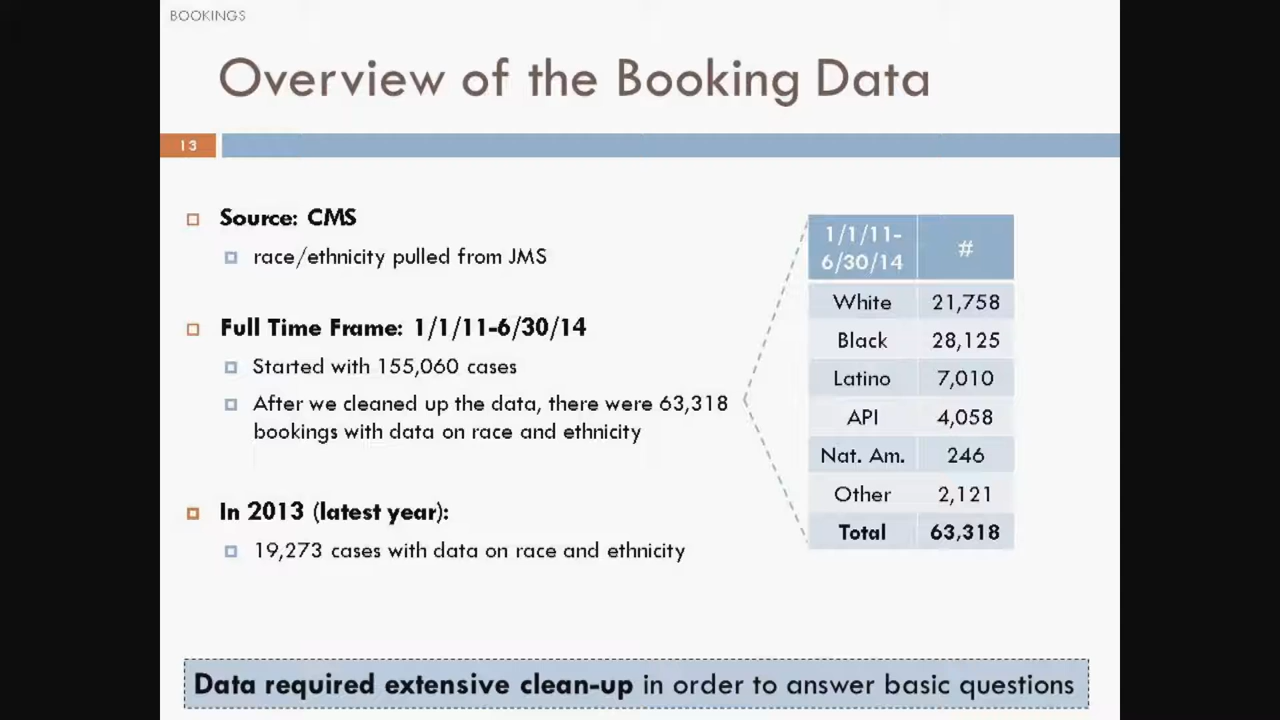 BOOKINGS
Overview of the Booking Data
13
Source: CMS
race/ethnicity pulled from JMS
Full Time Frame: 1/1/11-6/30/14
Started with 155,060 cases
After we cleaned up the data, there were 63,318
bookings with data on race and ethnicity
In 2013 (latest year):
19,273 cases with data on race and ethnicity
1/1/11-
6/30/14 #
White 21,758
Black 28,125
Latino 7,010
API 4,058
Nat. Am. 246
Other 2,121
Total 63,318
Data required extensive clean-up in order to answer basic questions